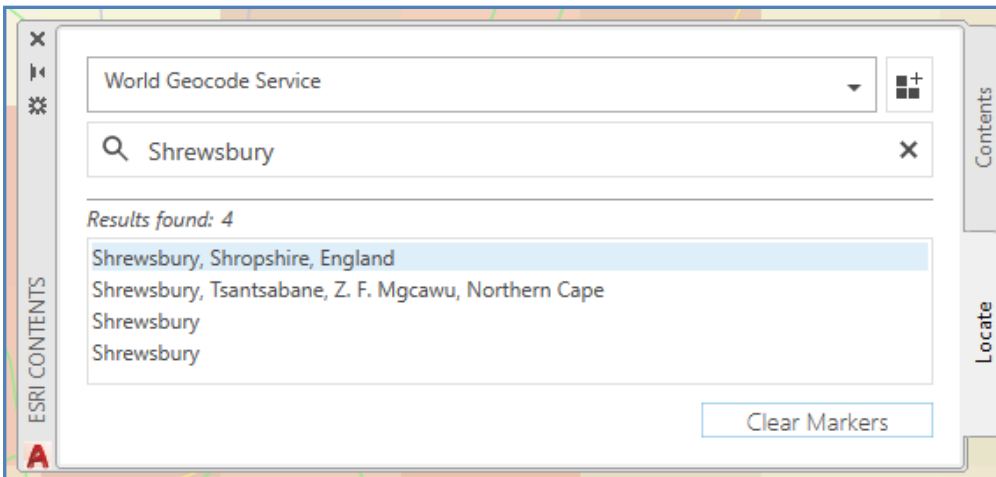 World Geocode Service
Shrewsbury
Results found: 4
Shrewsbury, Shropshire, England
Shrewsbury, Tsantsabane, Z. F. Mgcawu, Northern Cape
Shrewsbury
Shrewsbury
Clear Markers
ESRI CONTENTS
A
Contents
Locate